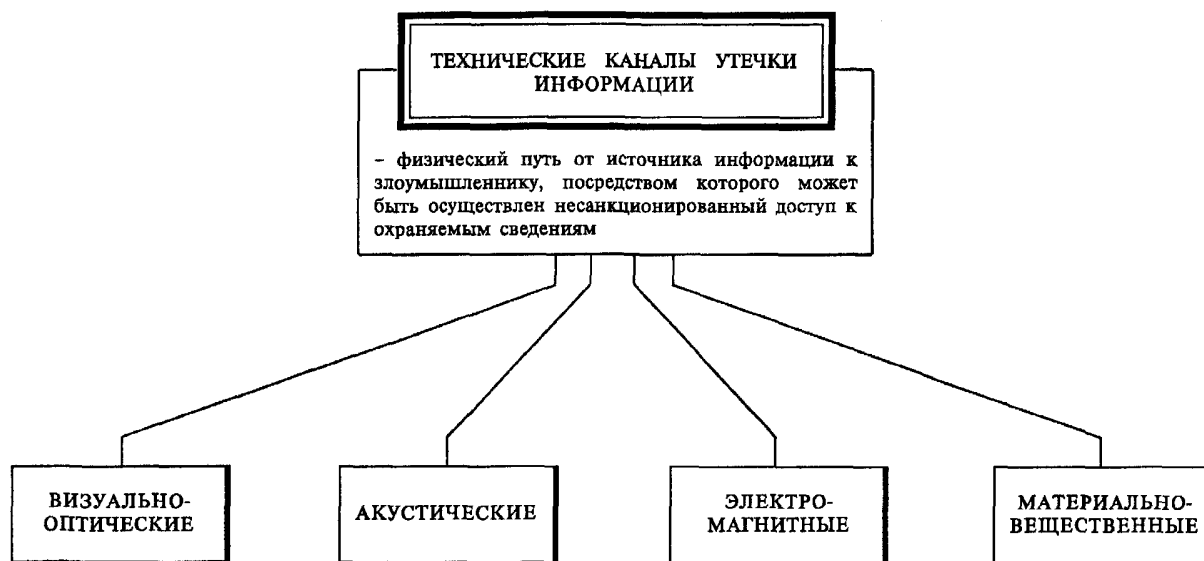 ТЕХНИЧЕСКИЕ КАНАЛЫ УТЕЧКИ
ИНФОРМАЦИИ
– физический путь от источника информации к
злоумышленнику, посредством которого может
быть осуществлен несанкционированный доступ к
охраняемым сведениям
ВИЗУАЛЬНО-
ОПТИЧЕСКИЕ
АКУСТИЧЕСКИЕ
ЭЛЕКТРО-
МАГНИТНЫЕ
МАТЕРИАЛЬНО-
ВЕЩЕСТВЕННЫЕ